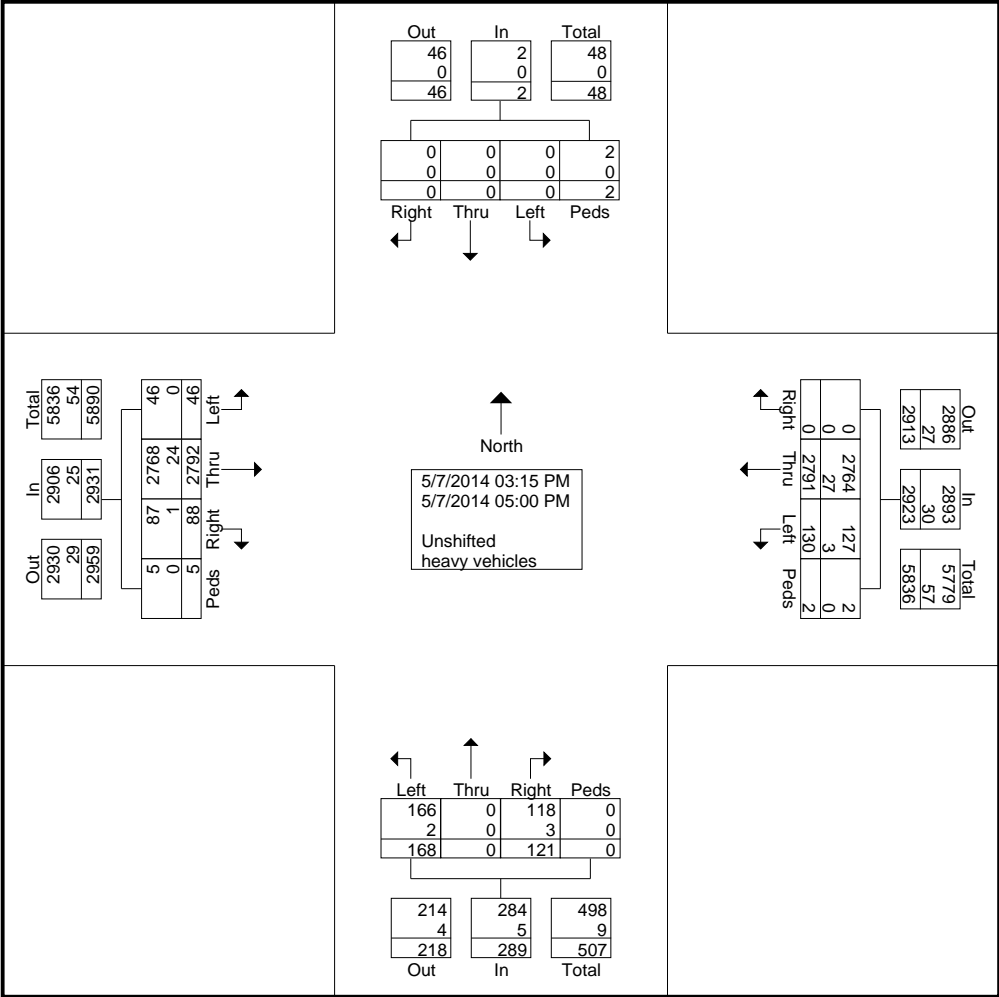 Out In Total
46 2 48
0 0 0
46 2 48
0 0 0 2
0 0 0 0
0 0 0 2
Right Thru Left Peds
Total In Out
5836 2906 2930
54 25 29
5890 2931 2959
46 2768 87 5
0 24 1 0
46 2792 88 5
Left Thru Right Peds
North
5/7/2014 03:15 PM
5/7/2014 05:00 PM
Unshifted
heavy vehicles
Right Thru Left Peds
0 2764 127 2
0 27 3 0
0 2791 130 2
Out In Total
2886 2893 5779
27 30 57
2913 2923 5836
Left Thru Right Peds
166 0 118 0
2 0 3 0
168 0 121 0
214 284 498
4 5 9
218 289 507
Out In Total